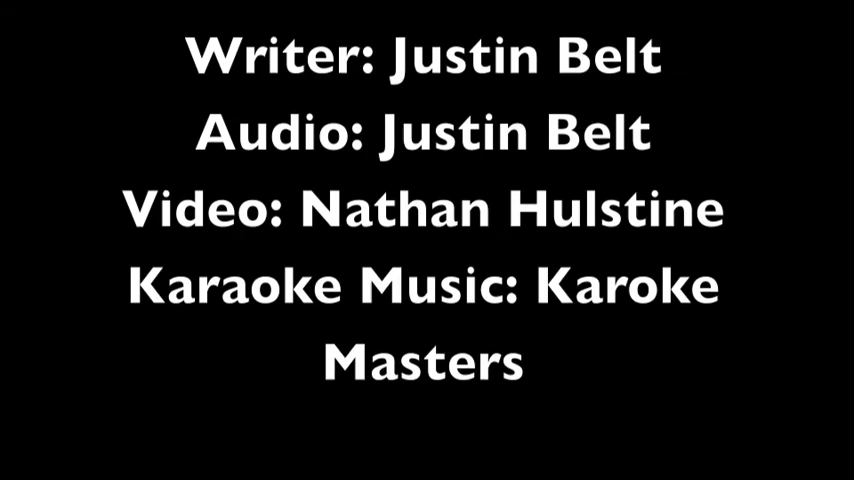 Writer: Justin Belt
Audio: Justin Belt
Video: Nathan Hulstine
Karaoke Music: Karoke
Masters